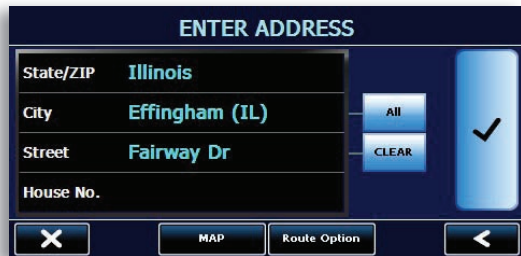 ENTER ADDRESS
State/ZIP Illinois
City Effingham (IL)
All
Street Fairway Dr
CLEAR
House No.
MAP
Route Option